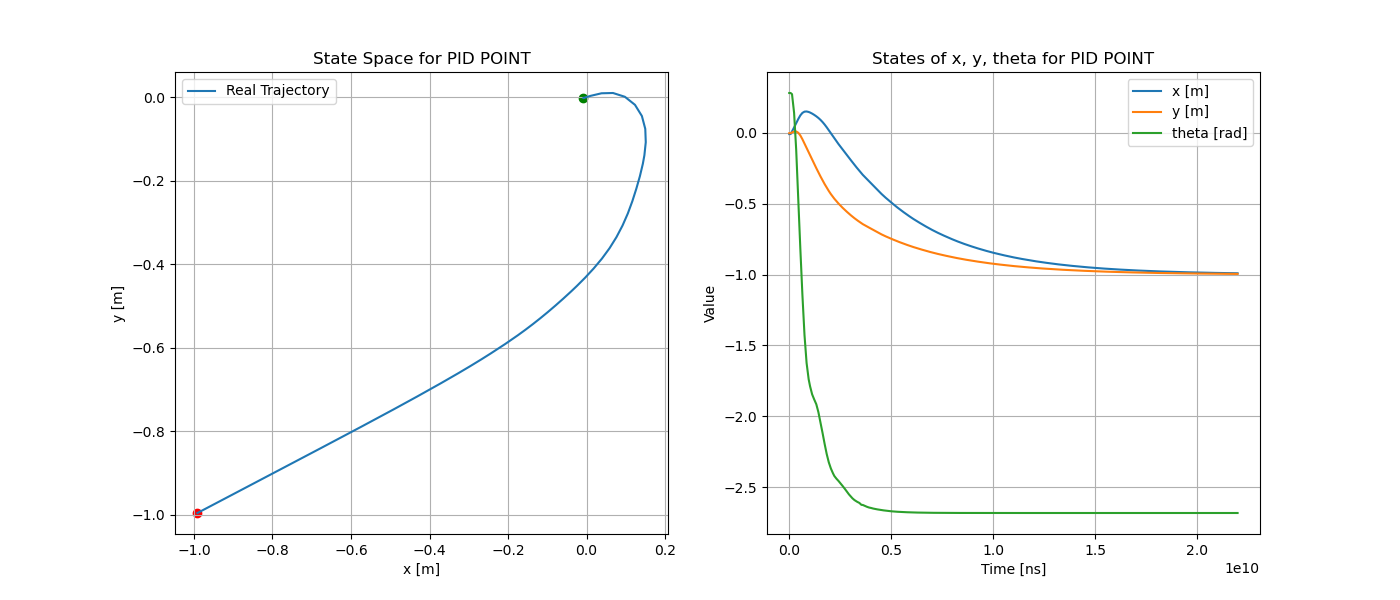 State Space for PID POINT
Real Trajectory
0.0
−0.2
−0.4
−0.6
−0.8
−1.0
y [m]
−1.0 −0.8 −0.6 −0.4 −0.2 0.0 0.2
x [m]
States of x, y, theta for PID POINT
x [m]
y [m]
theta [rad]
0.0
−0.5
−1.0
−1.5
−2.0
−2.5
Value
0.0 0.5 1.0 1.5 2.0
Time [ns]
1e10